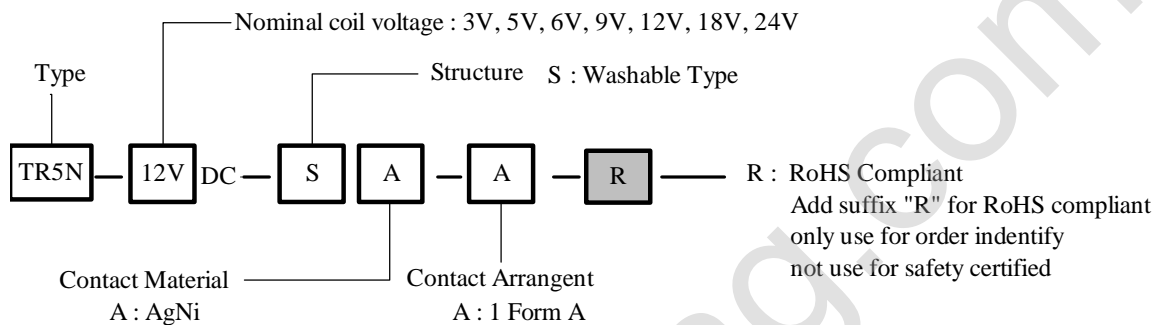 Nominal coil voltage : 3V, 5V, 6V, 9V, 12V, 18V, 24V
Type
Structure S : Washable Type
TR5N 12V DC S A A R R : RoHS Compliant
Add suffix "R" for RoHS compliant
only use for order indentify
not use for safety certified
Contact Material
A : AgNi
Contact Arrangent
A : 1 Form A